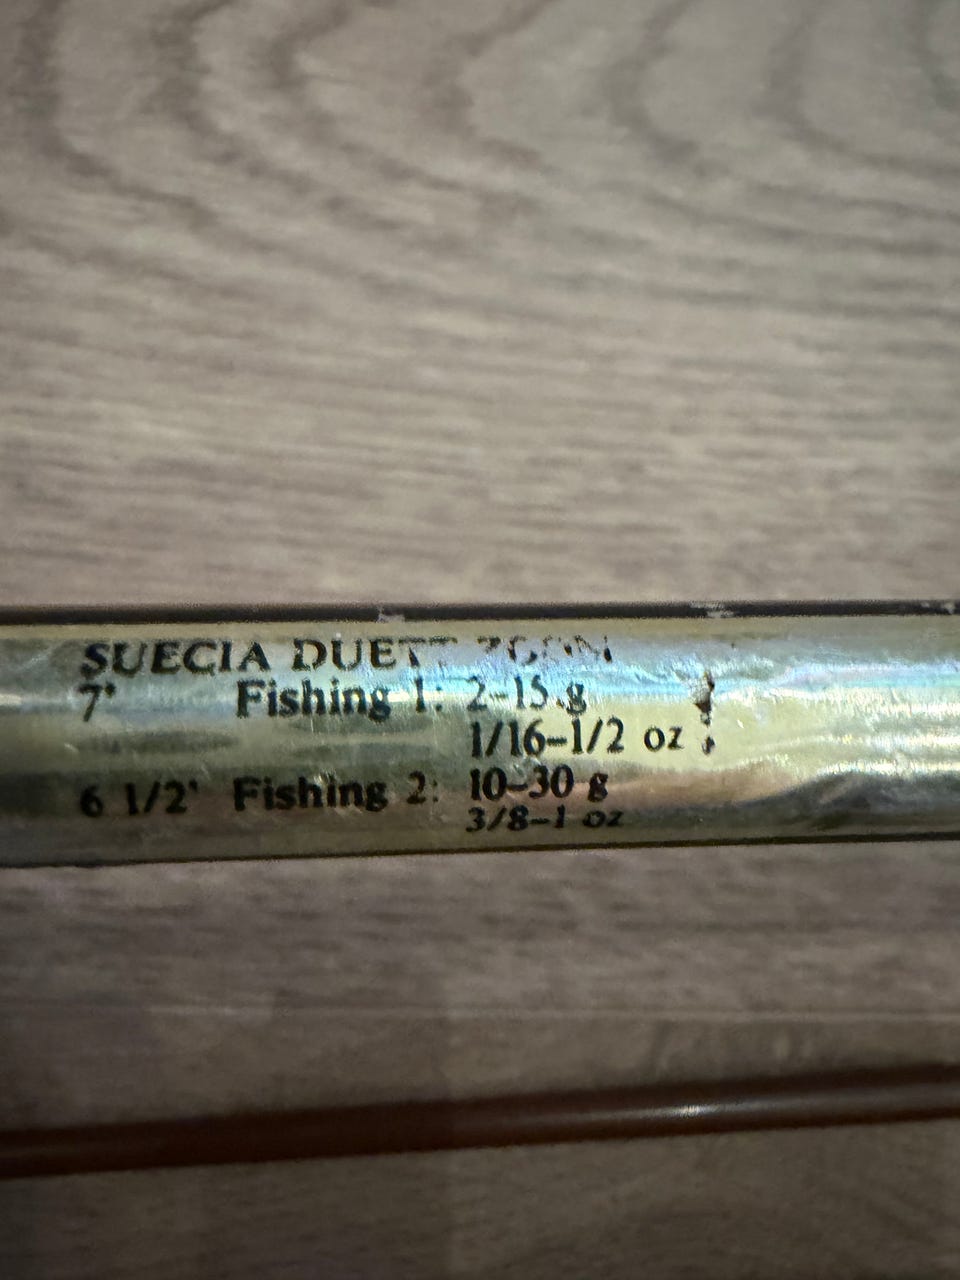 SUECIA DUETT ZOOM
7' Fishing 1: 2-15 g
1/16-1/2 oz
6 1/2' Fishing 2: 10-30 g
3/8-1 oz